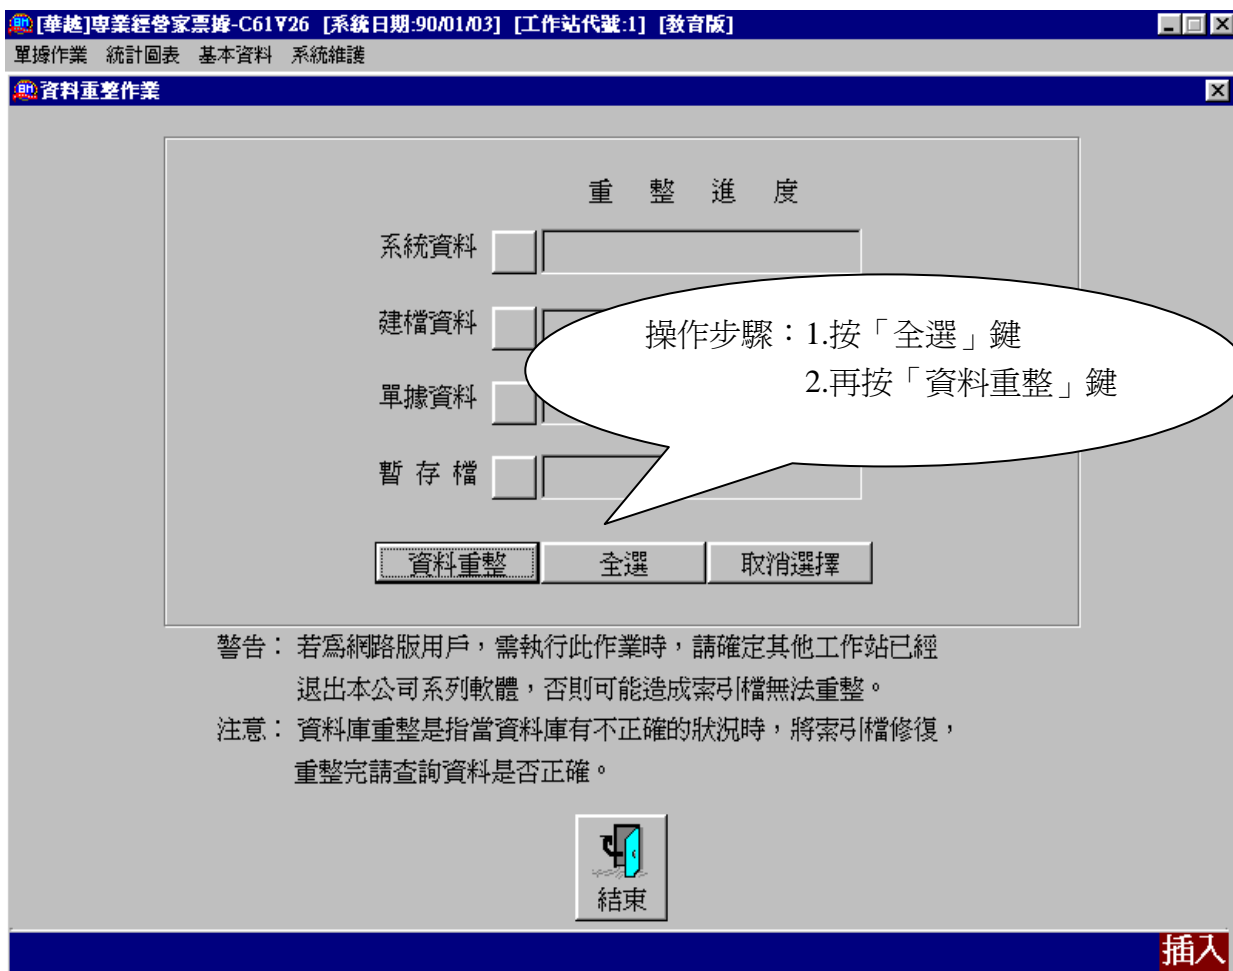 [華越]專業經營家票據-C61V26 [系統日期:90/01/03] [工作站代號:1] [教育版]
單據作業 統計圖表 基本資料 系統維護
資料重整作業
重 整 進 度
系統資料
建檔資料
操作步驟：1.按「全選」鍵
2.再按「資料重整」鍵
單據資料
暫 存 檔
資料重整 全選 取消選擇
警告： 若為網路版用戶，需執行此作業時，請確定其他工作站已經
退出本公司系列軟體，否則可能造成索引檔無法重整。
注意： 資料庫重整是指當資料庫有不正確的狀況時，將索引檔修復，
重整完請查詢資料是否正確。
結束
插入